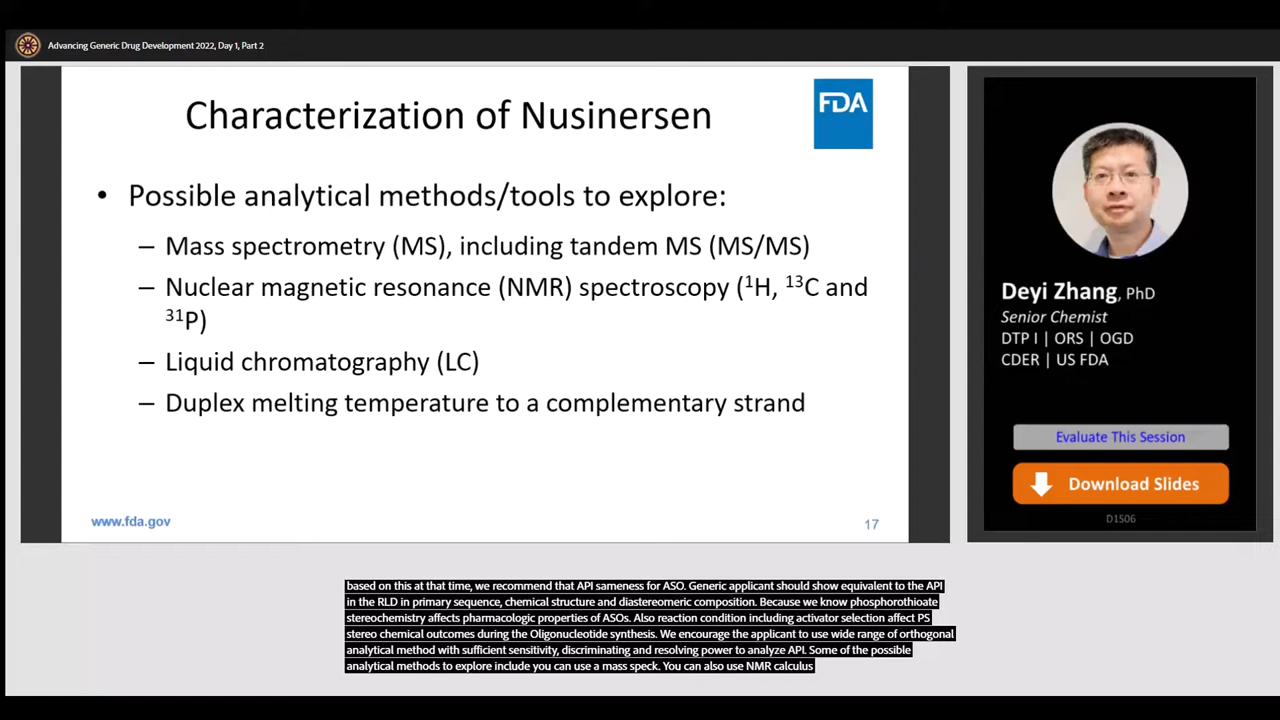 Advancing Generic Drug Development 2022, Day 1, Part 2
Characterization of Nusinersen
FDA
• Possible analytical methods/tools to explore:
– Mass spectrometry (MS), including tandem MS (MS/MS)
– Nuclear magnetic resonance (NMR) spectroscopy (¹H, ¹³C and
³¹P)
– Liquid chromatography (LC)
– Duplex melting temperature to a complementary strand
www.fda.gov
17
Deyi Zhang, PhD
Senior Chemist
DTP I | ORS | OGD
CDER | US FDA
Evaluate This Session
Download Slides
D1S06
based on this at that time, we recommend that API sameness for ASO. Generic applicant should show equivalent to the API
in the RLD in primary sequence, chemical structure and diastereomeric composition. Because we know phosphorothioate
stereochemistry affects pharmacologic properties of ASOs. Also reaction condition including activator selection affect PS
stereo chemical outcomes during the Oligonucleotide synthesis. We encourage the applicant to use wide range of orthogonal
analytical method with sufficient sensitivity, discriminating and resolving power to analyze API. Some of the possible
analytical methods to explore include you can use a mass speck. You can also use NMR calculus